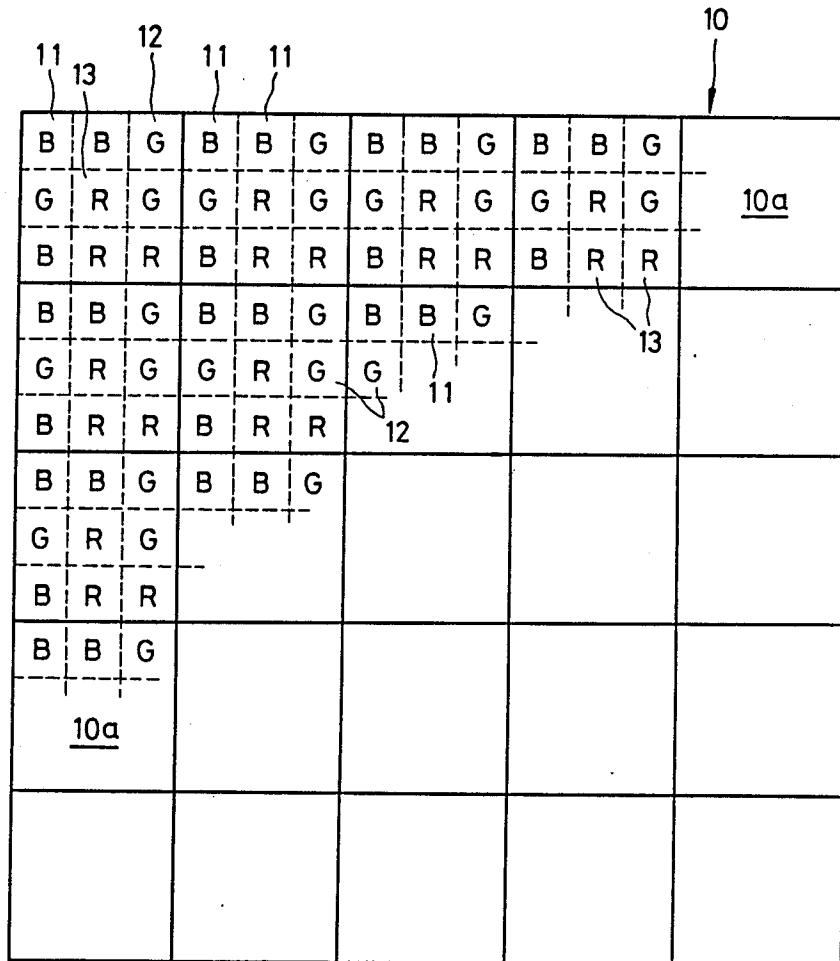 10
12
11 11 11
13
B B G B B G B B G B B G
G R G G R G G R G G R G 10a
B R R B R R B R R B R R
B B G B B G B B G
13
G R G G R G G 11
12
B R R B R R
B B G B B G
G R G
B R R
B B G
10a